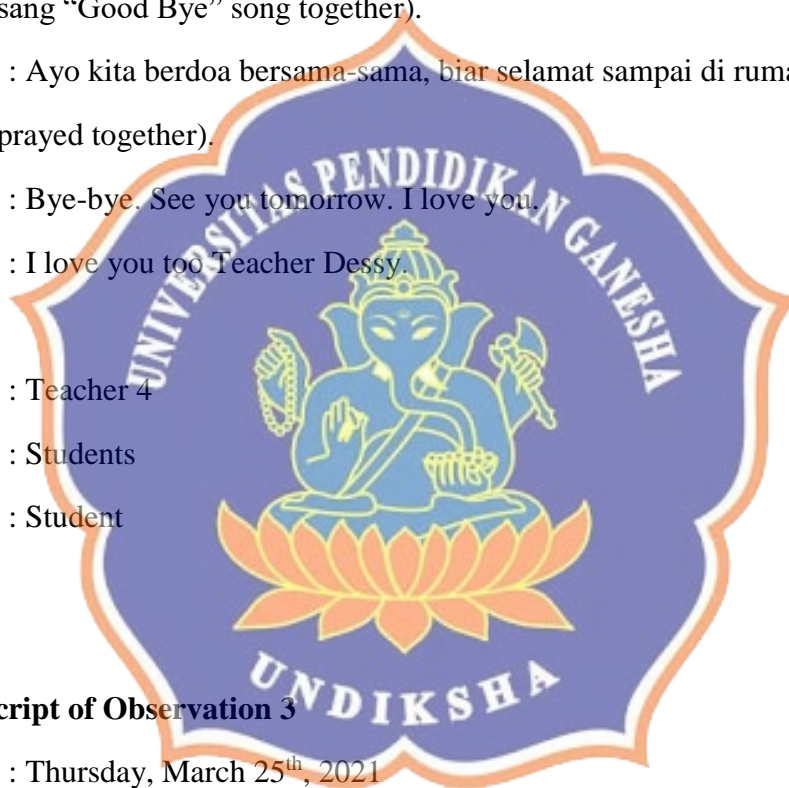 sang “Good Bye” song together).
: Ayo kita berdoa bersama-sama, biar selamat sampai di ruma
prayed together).
: Bye-bye. See you tomorrow. I love you.
: I love you too Teacher Dessy.
: Teacher 4
: Students
: Student
UNIVERSITAS PENDIDIKAN GANESHA
UNDIKSHA
cript of Observation 3
: Thursday, March 25th, 2021